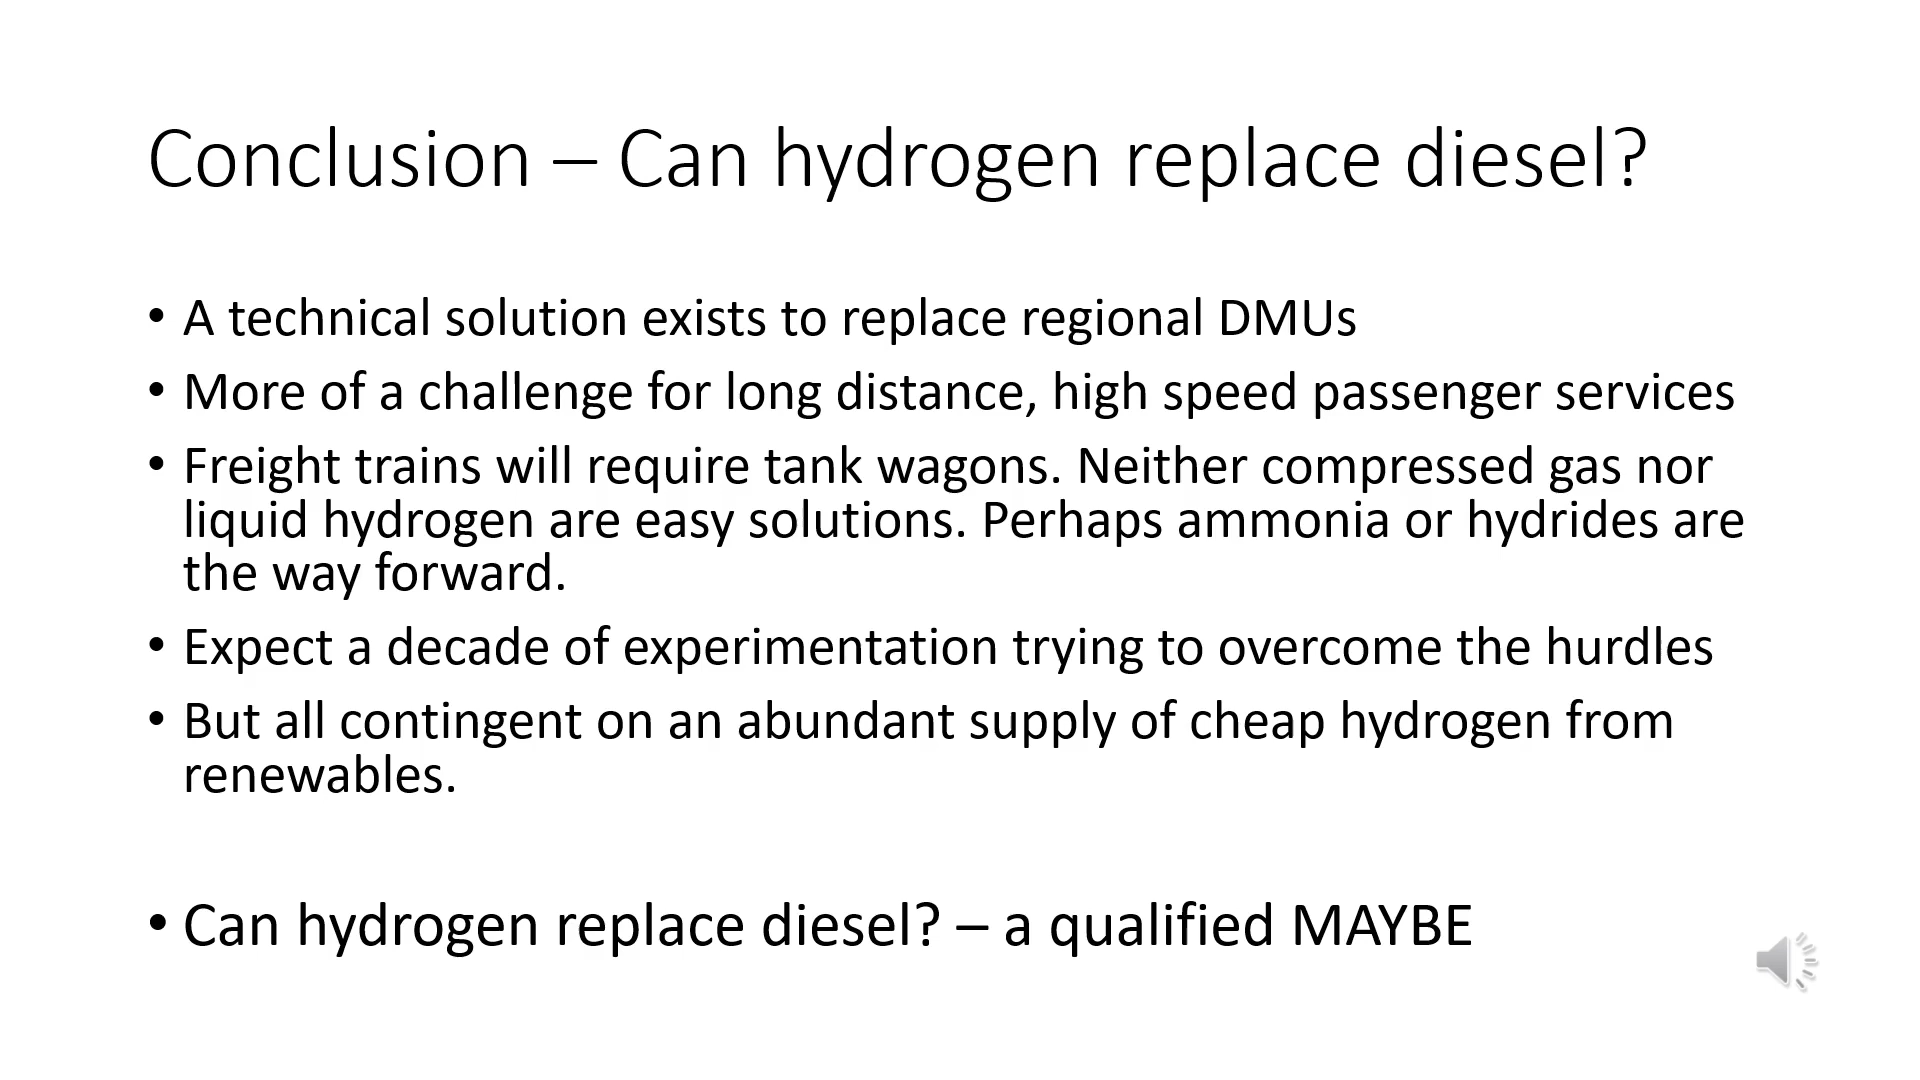 Conclusion – Can hydrogen replace diesel?
• A technical solution exists to replace regional DMUs
• More of a challenge for long distance, high speed passenger services
• Freight trains will require tank wagons. Neither compressed gas nor
liquid hydrogen are easy solutions. Perhaps ammonia or hydrides are
the way forward.
• Expect a decade of experimentation trying to overcome the hurdles
• But all contingent on an abundant supply of cheap hydrogen from
renewables.
• Can hydrogen replace diesel? – a qualified MAYBE